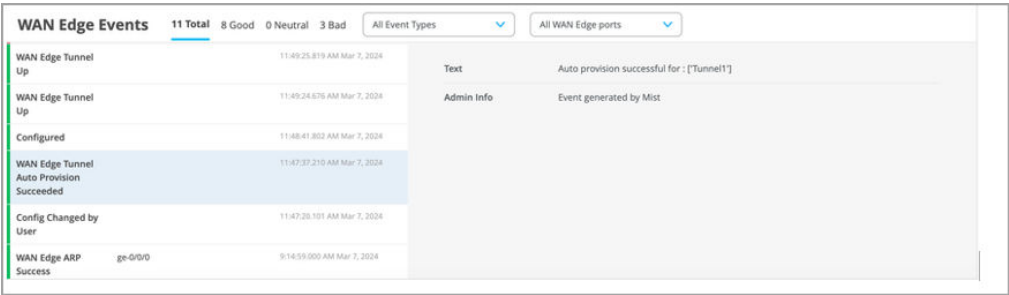 WAN Edge Events 11 Total 8 Good 0 Neutral 3 Bad All Event Types All WAN Edge ports
WAN Edge Tunnel 11:49:25.819 AM Mar 7, 2024
Up
Text Auto provision successful for : ['Tunnel1']
WAN Edge Tunnel 11:49:24.676 AM Mar 7, 2024
Up
Admin Info Event generated by Mist
Configured 11:48:41.802 AM Mar 7, 2024
WAN Edge Tunnel 11:47:37.210 AM Mar 7, 2024
Auto Provision
Succeeded
Config Changed by 11:47:28.101 AM Mar 7, 2024
User
WAN Edge ARP ge-0/0/0 9:14:59.000 AM Mar 7, 2024
Success